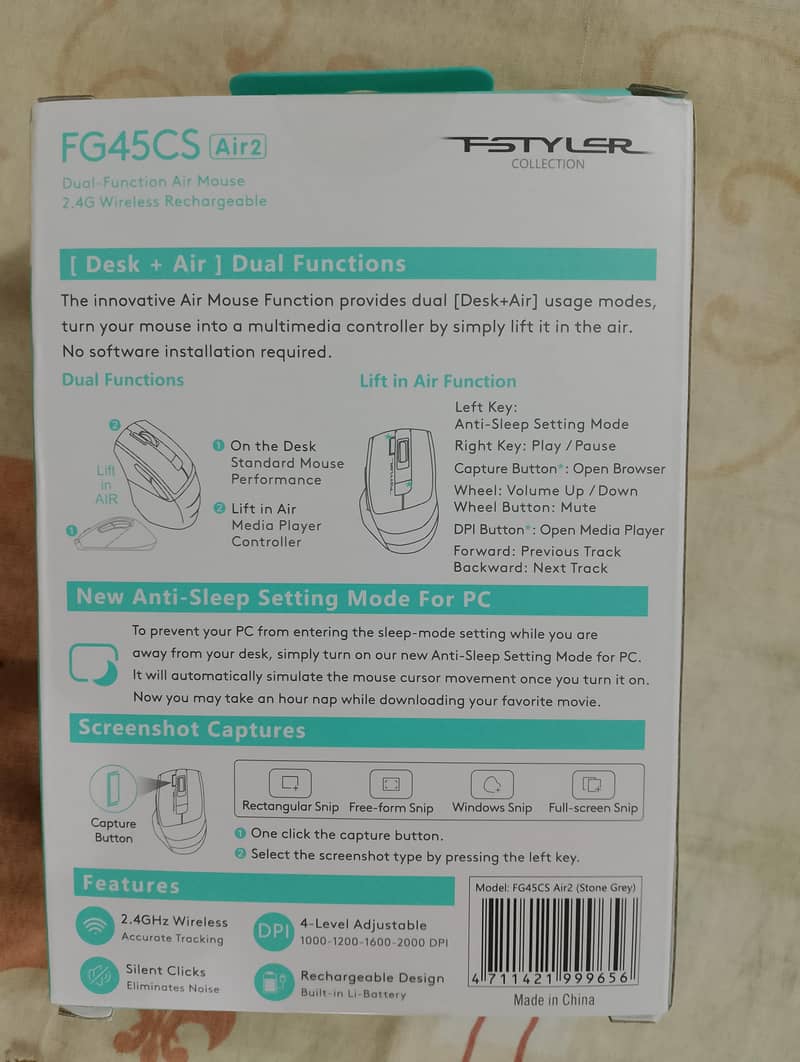 FG45CS Air2
FSTYLER
COLLECTION
Dual-Function Air Mouse
2.4G Wireless Rechargeable
[ Desk + Air ] Dual Functions
The innovative Air Mouse Function provides dual [Desk+Air] usage modes,
turn your mouse into a multimedia controller by simply lift it in the air.
No software installation required.
Dual Functions
2
Lift
in
AIR
1
1 On the Desk
Standard Mouse
Performance
2 Lift in Air
Media Player
Controller
Lift in Air Function
FSTYLER
Left Key:
Anti-Sleep Setting Mode
Right Key: Play / Pause
Capture Button*: Open Browser
Wheel: Volume Up / Down
Wheel Button: Mute
DPI Button*: Open Media Player
Forward: Previous Track
Backward: Next Track
New Anti-Sleep Setting Mode For PC
To prevent your PC from entering the sleep-mode setting while you are
away from your desk, simply turn on our new Anti-Sleep Setting Mode for PC.
It will automatically simulate the mouse cursor movement once you turn it on.
Now you may take an hour nap while downloading your favorite movie.
Screenshot Captures
Capture
Button
Rectangular Snip Free-form Snip Windows Snip Full-screen Snip
1 One click the capture button.
2 Select the screenshot type by pressing the left key.
Features
2.4GHz Wireless
Accurate Tracking
DPI
4-Level Adjustable
1000-1200-1600-2000 DPI
Silent Clicks
Eliminates Noise
Rechargeable Design
Built-in Li-Battery
Model: FG45CS Air2 (Stone Grey)
4 711421 999656
Made in China